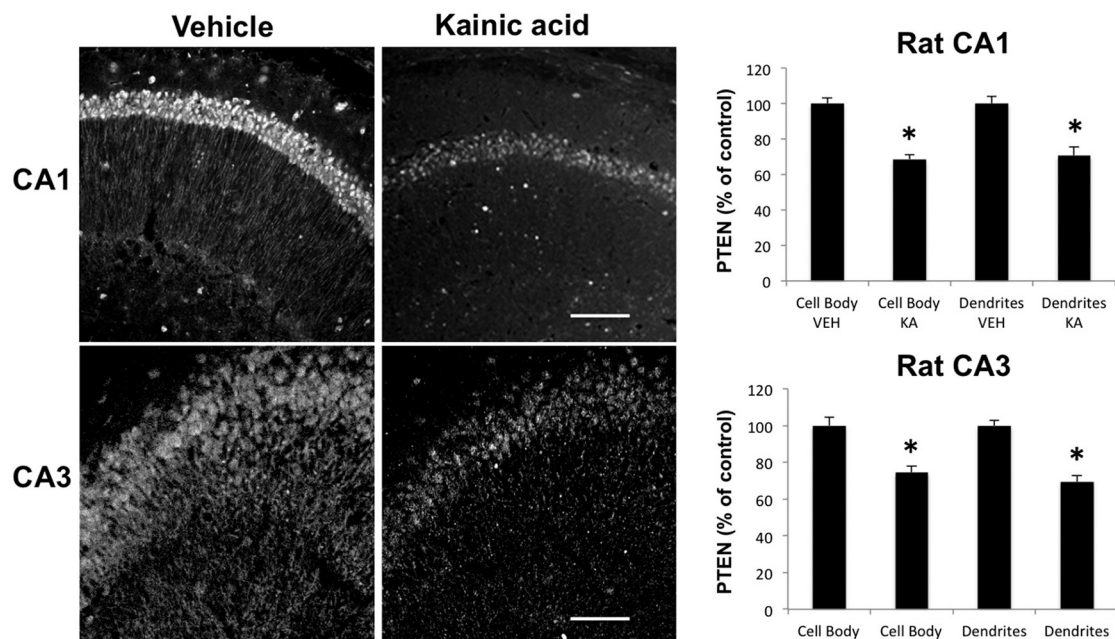 Vehicle
Kainic acid
CA1
CA3
Rat CA1
PTEN (% of control)
120
100
80
60
40
20
0
Cell Body
VEH
Cell Body
KA
Dendrites
VEH
Dendrites
KA
*
*
Rat CA3
PTEN (% of control)
120
100
80
60
40
20
0
Cell Body
Cell Body
Dendrites
Dendrites
*
*